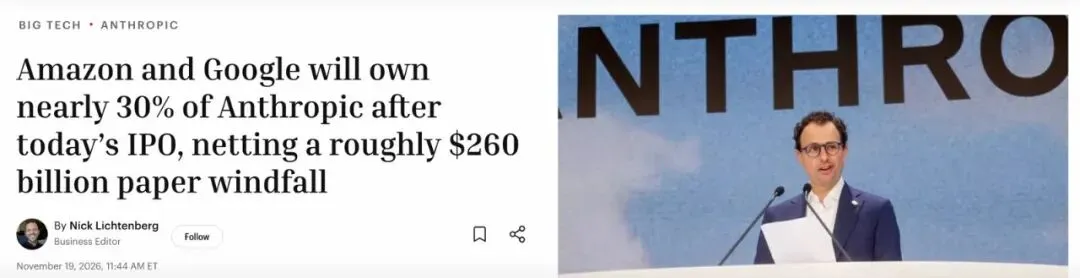 BIG TECH • ANTHROPIC
Amazon and Google will own
nearly 30% of Anthropic after
today’s IPO, netting a roughly $260
billion paper windfall
By Nick Lichtenberg
Business Editor
Follow
November 19, 2026, 11:44 AM ET
NTHRO